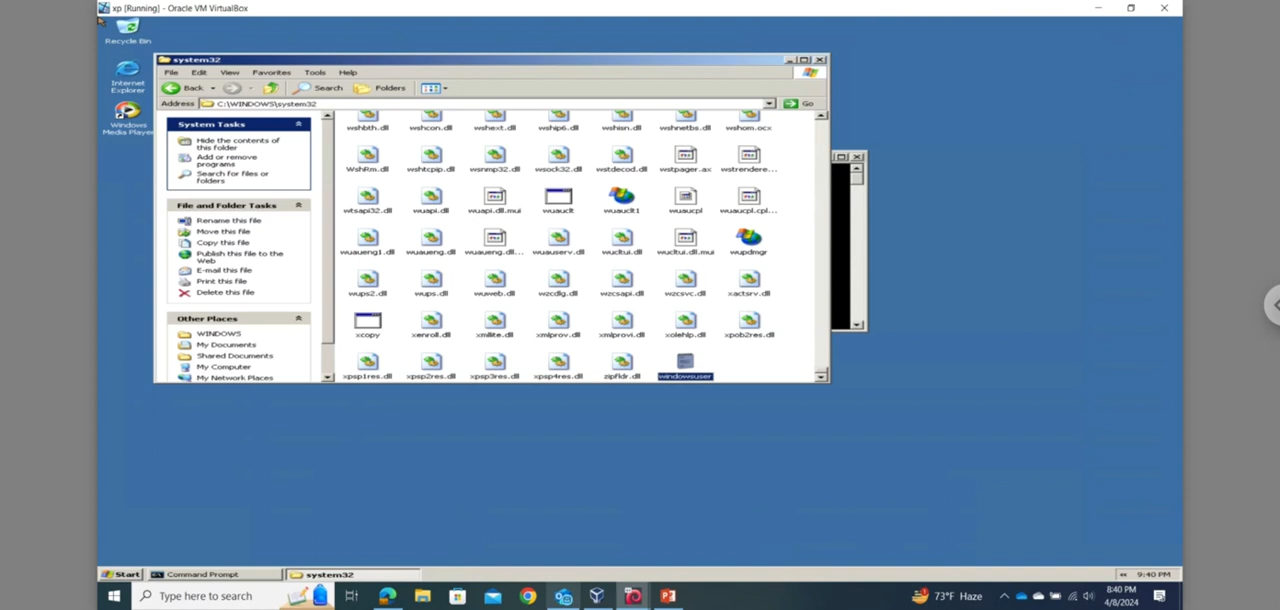 xp [Running] - Oracle VM VirtualBox
Recycle Bin
Internet
Explorer
Windows
Media Player
system32
File Edit View Favorites Tools Help
Back Search Folders
Address C:\WINDOWS\system32 Go
System Tasks
Hide the contents of
this folder
Add or remove
programs
Search for files or
folders
File and Folder Tasks
Rename this file
Move this file
Copy this file
Publish this file to the
Web
E-mail this file
Print this file
Delete this file
Other Places
WINDOWS
My Documents
Shared Documents
My Computer
My Network Places
wshbth.dll wshcon.dll wshext.dll wship6.dll wshisn.dll wshnetbs.dll wshom.ocx
WshRm.dll wshtcpip.dll wsnmp32.dll wsock32.dll wstdecod.dll wstpager.ax wstrendere...
wtsapi32.dll wuapi.dll wuapi.dll.mui wuauclt wuauclt1 wuaucpl wuaucpl.cpl...
wuaueng1.dll wuaueng.dll wuaueng.dll... wuauserv.dll wucltui.dll wucltui.dll.mui wupdmgr
wups2.dll wups.dll wuweb.dll wzcdlg.dll wzcsapi.dll wzcsvc.dll xactsrv.dll
xcopy xenroll.dll xmllite.dll xmlprov.dll xmlprovi.dll xolehlp.dll xpob2res.dll
xpsp1res.dll xpsp2res.dll xpsp3res.dll xpsp4res.dll zipfldr.dll windowsuser
Start Command Prompt system32 9:40 PM
Type here to search 73°F Haze 8:40 PM
4/8/2024